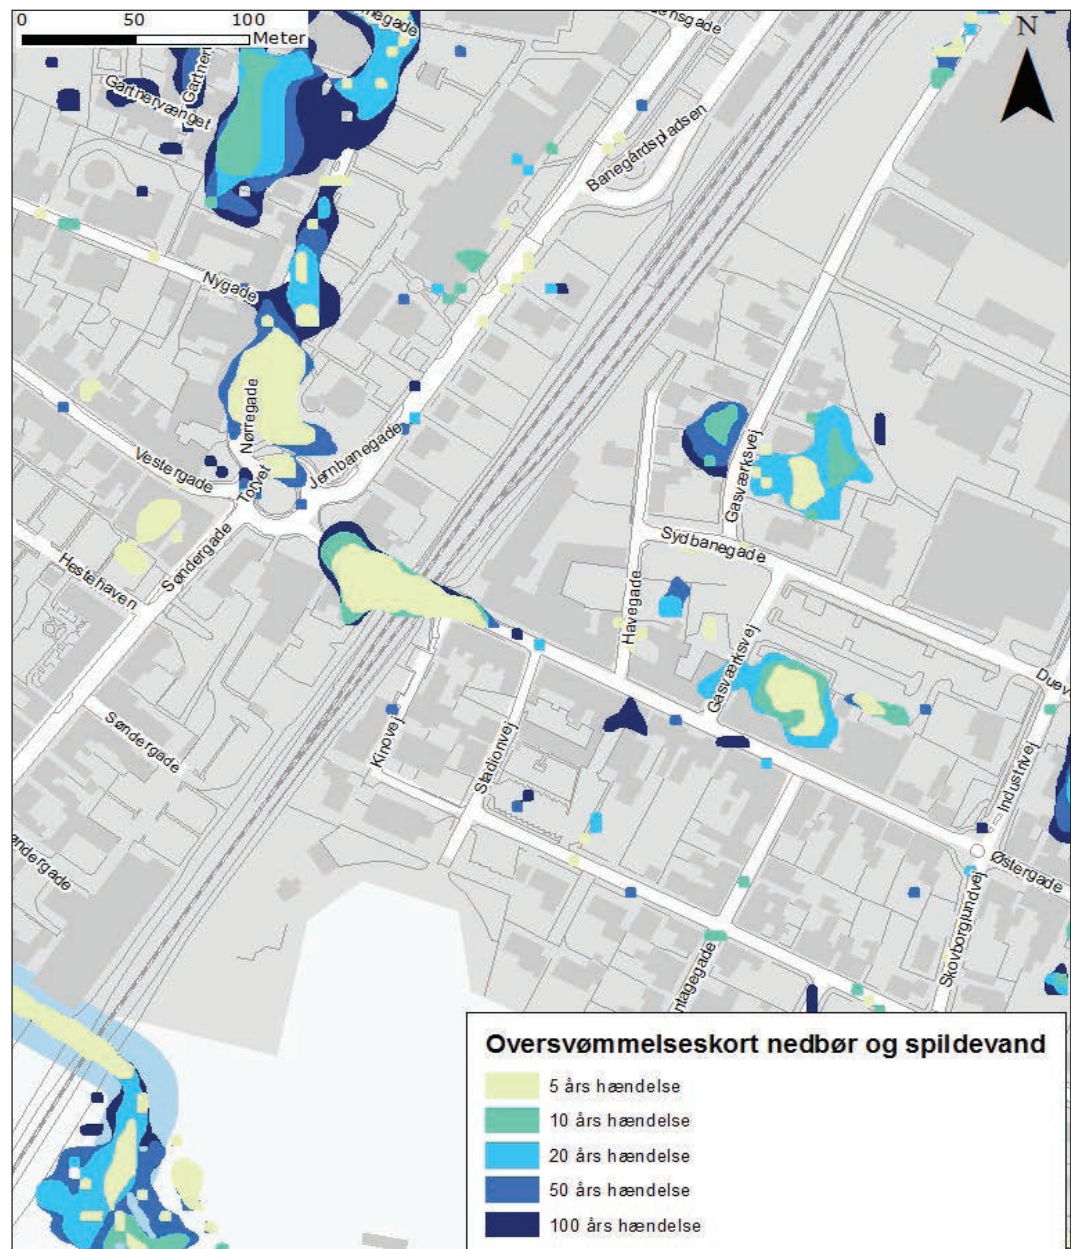 0 50 100
Meter
N
Gartnervænget
Banegårdspladsen
Nygade
Nørregade
Vestergade
Torvet
Jernbanegade
Gasværksvej
Søndergade
Hestehaven
Sydbanegade
Havegade
Gasværksvej
Søndergade
Kinovej
Stadionvej
Industrivej
Østergade
Skovborglundvej
Oversvømmelseskort nedbør og spildevand
5 års hændelse
10 års hændelse
20 års hændelse
50 års hændelse
100 års hændelse